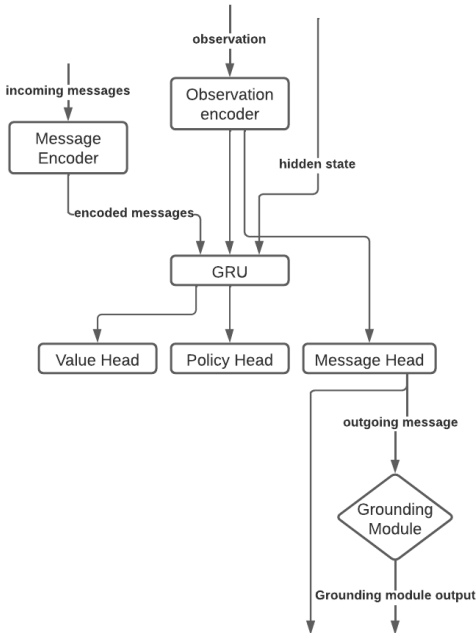 observation
incoming messages
Observation
encoder
Message
Encoder
hidden state
encoded messages
GRU
Value Head
Policy Head
Message Head
outgoing message
Grounding
Module
Grounding module output